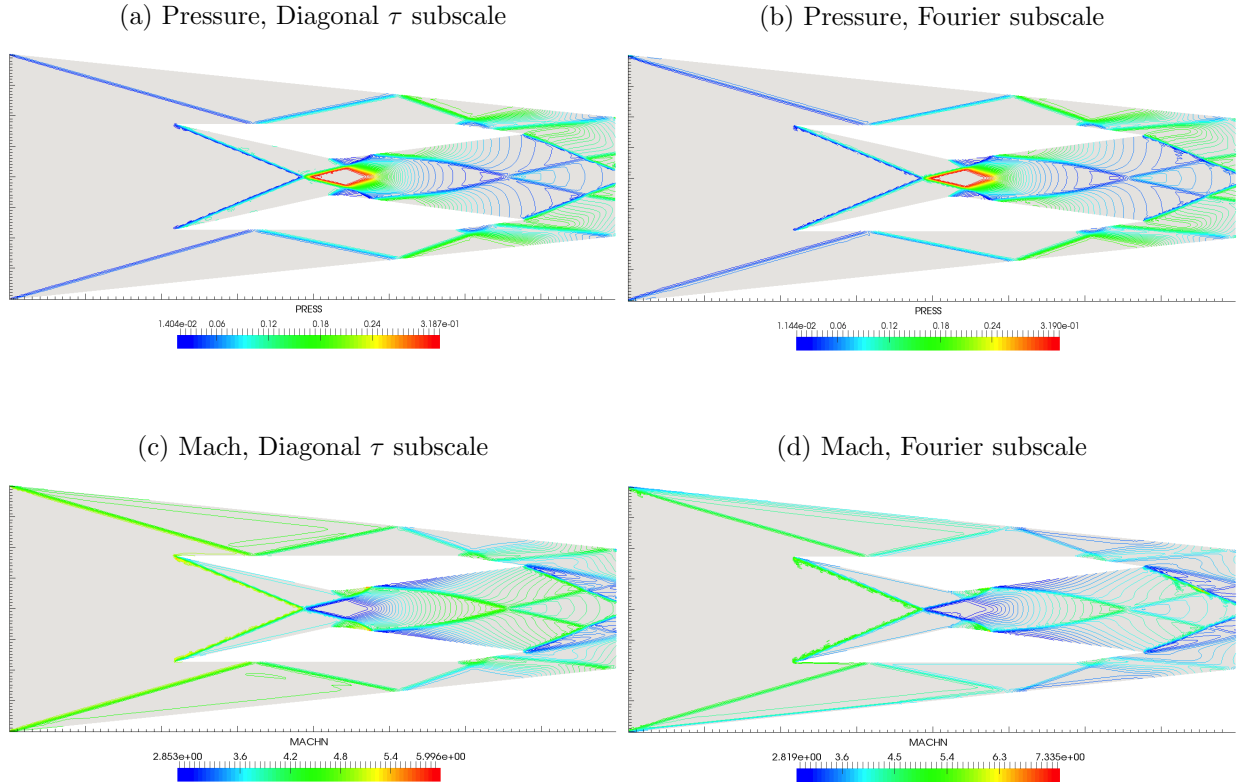 (a) Pressure, Diagonal τ subscale
(b) Pressure, Fourier subscale
PRESS
1.404e-02 0.06 0.12 0.18 0.24 3.187e-01
PRESS
1.144e-02 0.06 0.12 0.18 0.24 3.190e-01
(c) Mach, Diagonal τ subscale
(d) Mach, Fourier subscale
MACHN
2.853e+00 3.6 4.2 4.8 5.4 5.996e+00
MACHN
2.819e+00 3.6 4.5 5.4 6.3 7.335e+00